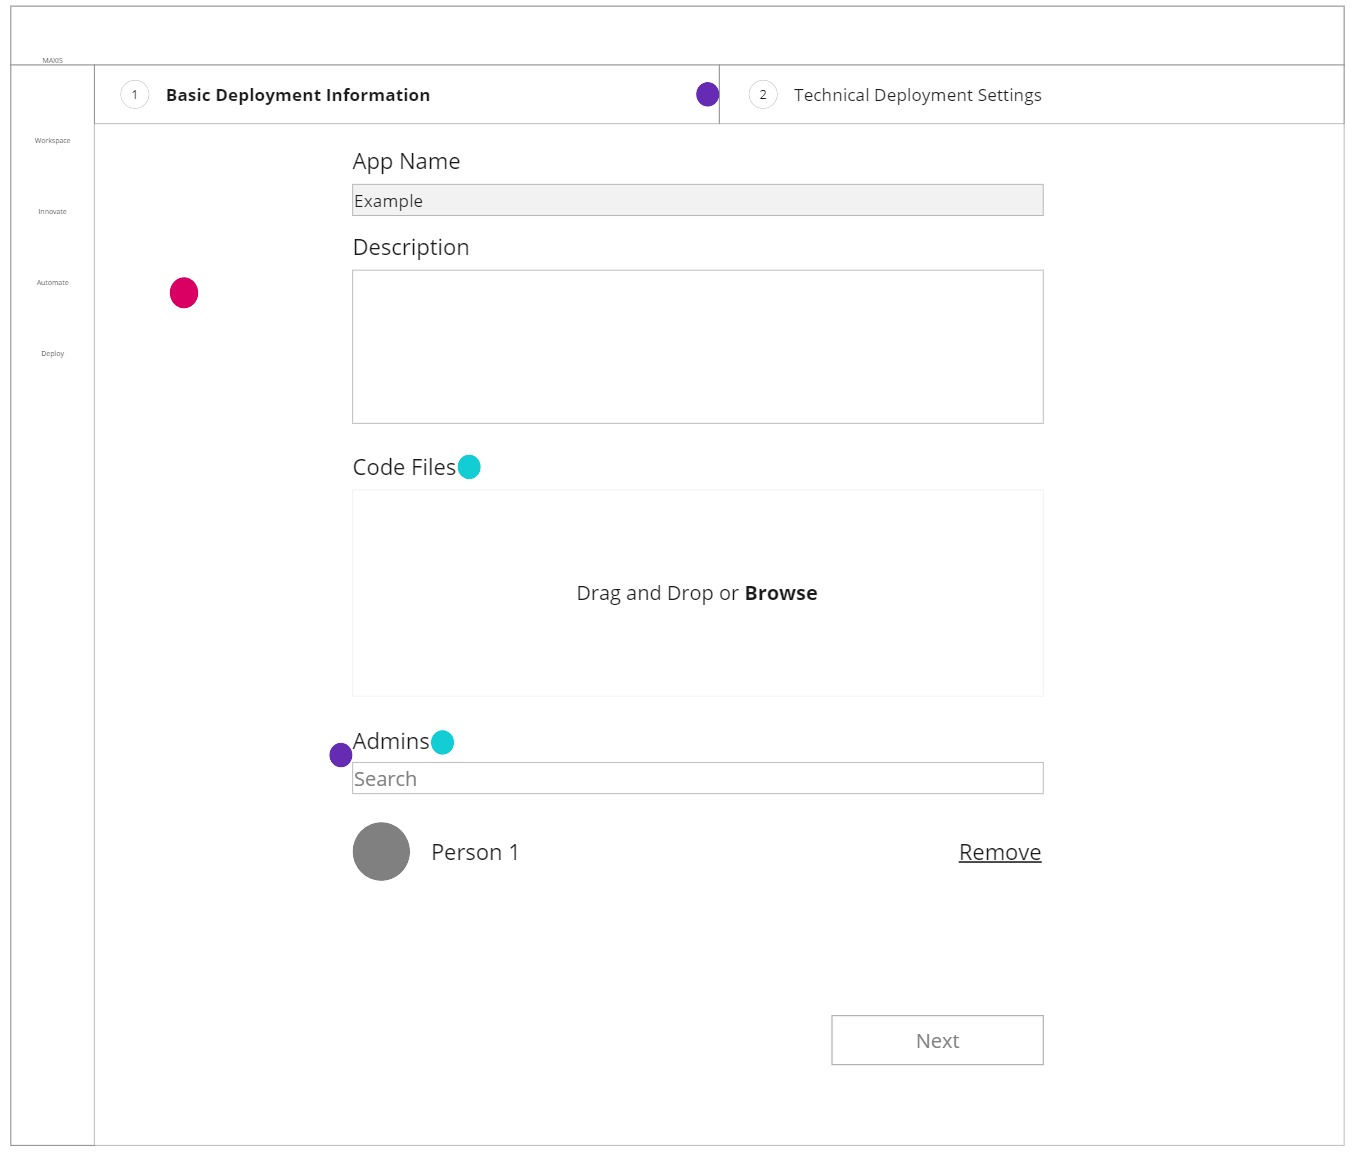 MAXIS
1 Basic Deployment Information
2 Technical Deployment Settings
Workspace
Innovate
Automate
Deploy
App Name
Example
Description
Code Files
Drag and Drop or Browse
Admins
Search
Person 1
Remove
Next